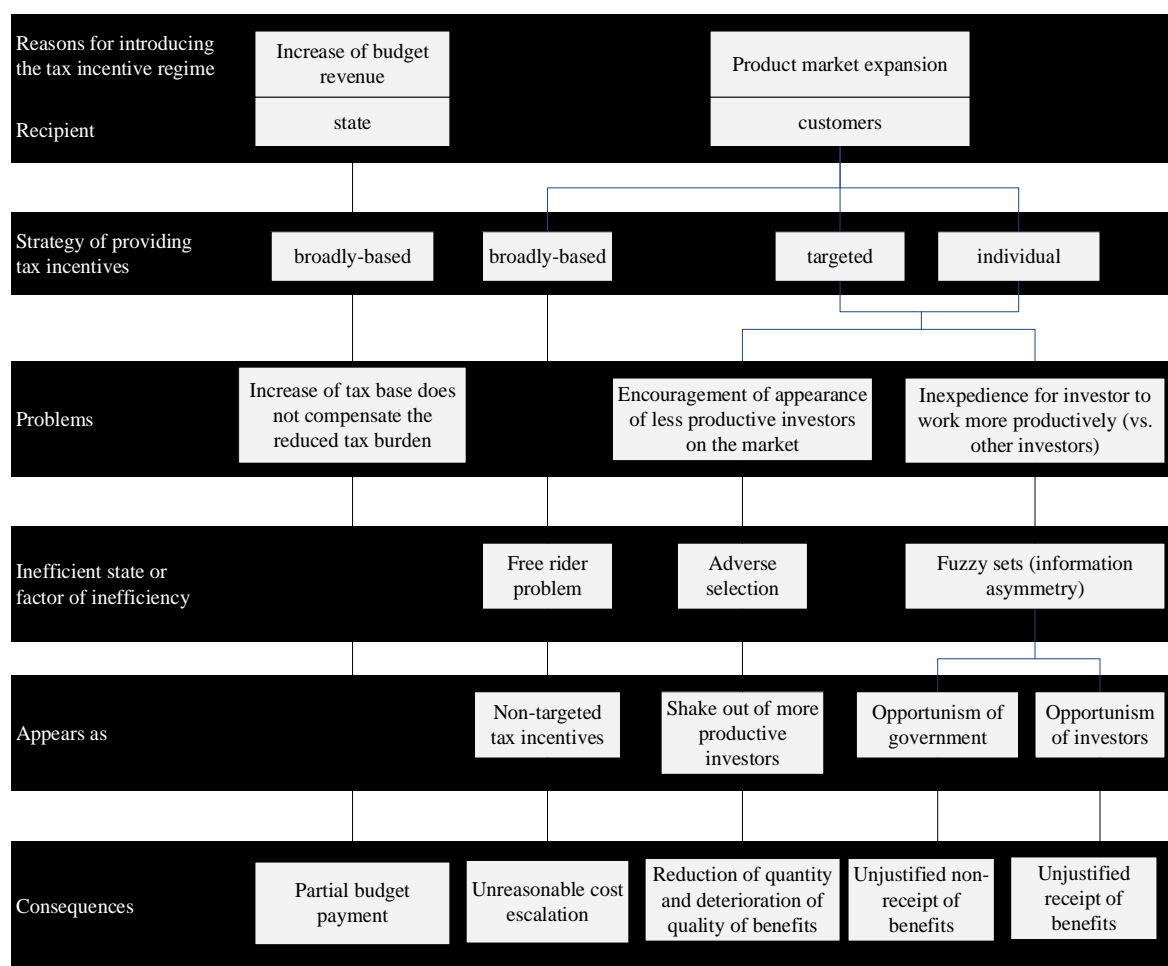 Reasons for introducing
the tax incentive regime
Increase of budget
revenue
Product market expansion
Recipient
state
customers
Strategy of providing
tax incentives
broadly-based
broadly-based
targeted
individual
Problems
Increase of tax base does
not compensate the
reduced tax burden
Encouragement of appearance
of less productive investors
on the market
Inexpedience for investor to
work more productively (vs.
other investors)
Inefficient state or
factor of inefficiency
Free rider
problem
Adverse
selection
Fuzzy sets (information
asymmetry)
Appears as
Non-targeted
tax incentives
Shake out of more
productive
investors
Opportunism of
government
Opportunism
of investors
Consequences
Partial budget
payment
Unreasonable cost
escalation
Reduction of quantity
and deterioration of
quality of benefits
Unjustified non-
receipt of
benefits
Unjustified
receipt of
benefits